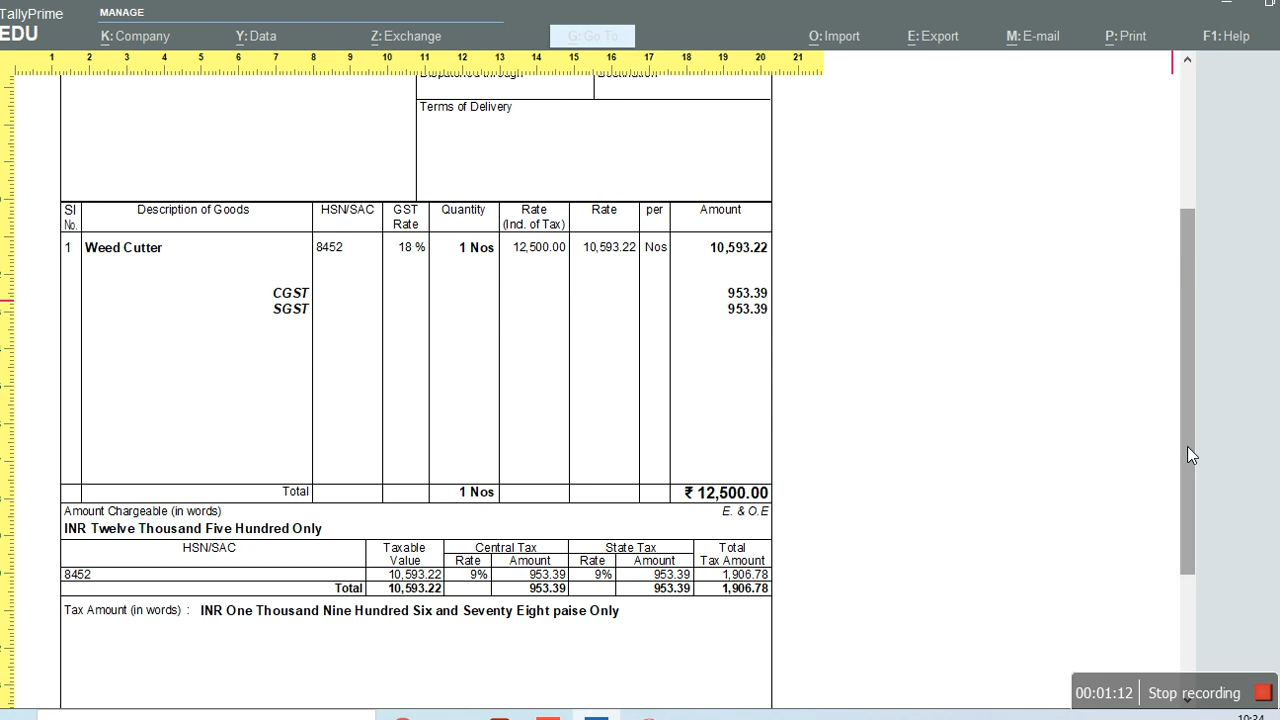 TallyPrime
EDU
MANAGE
K: Company Y: Data Z: Exchange G: Go To O: Import E: Export M: E-mail P: Print F1: Help
1 2 3 4 5 6 7 8 9 10 11 12 13 14 15 16 17 18 19 20 21
Terms of Delivery
Sl Description of Goods HSN/SAC GST Quantity Rate Rate per Amount
No. Rate (Incl. of Tax)
1 Weed Cutter 8452 18 % 1 Nos 12,500.00 10,593.22 Nos 10,593.22
CGST 953.39
SGST 953.39
Total 1 Nos ₹ 12,500.00
Amount Chargeable (in words) E. & O.E
INR Twelve Thousand Five Hundred Only
HSN/SAC Taxable Central Tax State Tax Total
Value Rate Amount Rate Amount Tax Amount
8452 10,593.22 9% 953.39 9% 953.39 1,906.78
Total 10,593.22 953.39 953.39 1,906.78
Tax Amount (in words) : INR One Thousand Nine Hundred Six and Seventy Eight paise Only
00:01:12 Stop recording